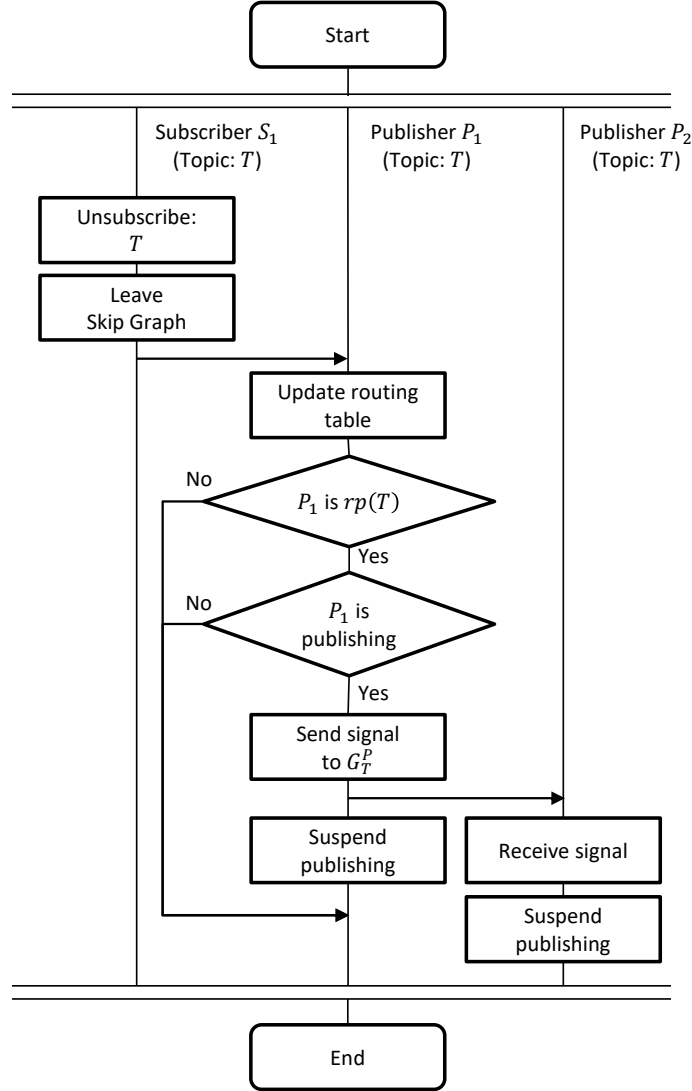 Start
Subscriber S₁
(Topic: T)
Publisher P₁
(Topic: T)
Publisher P₂
(Topic: T)
Unsubscribe:
T
Leave
Skip Graph
Update routing
table
No
P₁ is rp(T)
Yes
No
P₁ is
publishing
Yes
Send signal
to G_T^P
Suspend
publishing
Receive signal
Suspend
publishing
End